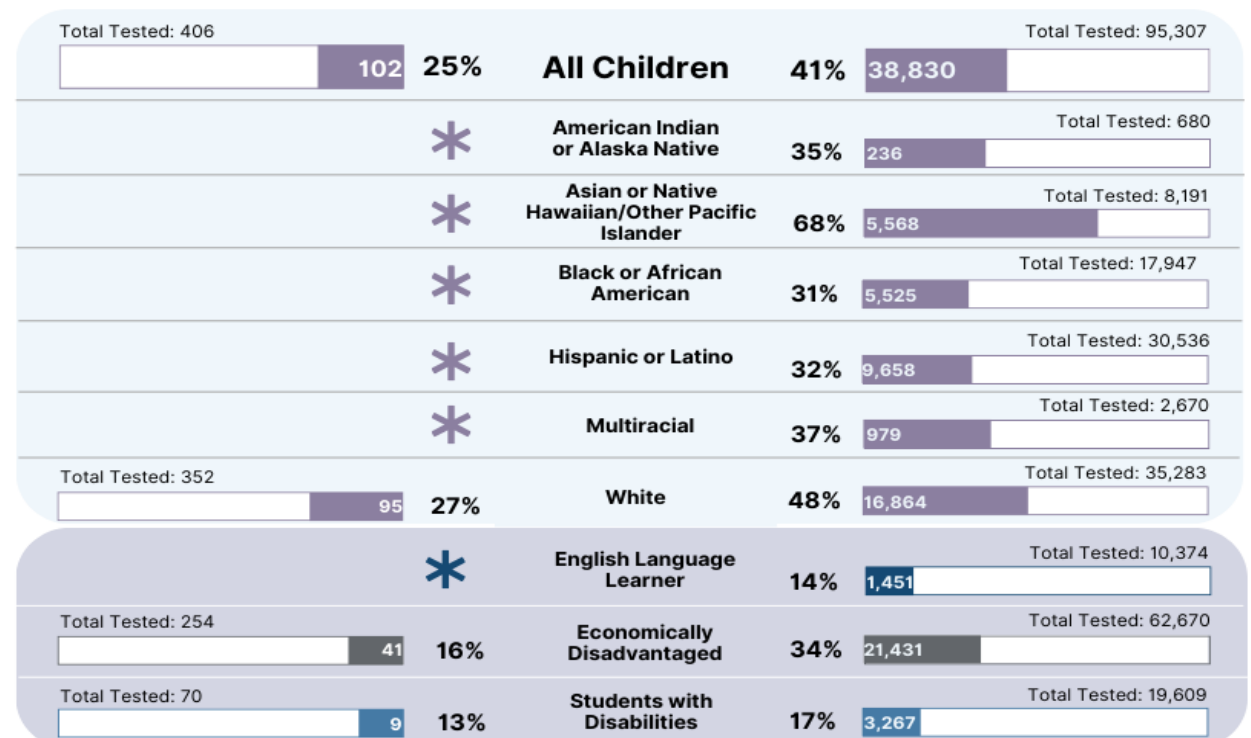 Total Tested: 406
Total Tested: 95,307
102 25% All Children 41% 38,830
American Indian
or Alaska Native
Total Tested: 680
35% 236
Asian or Native
Hawaiian/Other Pacific
Islander
Total Tested: 8,191
68% 5,568
Black or African
American
Total Tested: 17,947
31% 5,525
Hispanic or Latino
Total Tested: 30,536
32% 9,658
Multiracial
Total Tested: 2,670
37% 979
Total Tested: 352
Total Tested: 35,283
95 27% White 48% 16,864
English Language
Learner
Total Tested: 10,374
14% 1,451
Total Tested: 254
41 16%
Economically
Disadvantaged
Total Tested: 62,670
34% 21,431
Total Tested: 70
9 13%
Students with
Disabilities
Total Tested: 19,609
17% 3,267